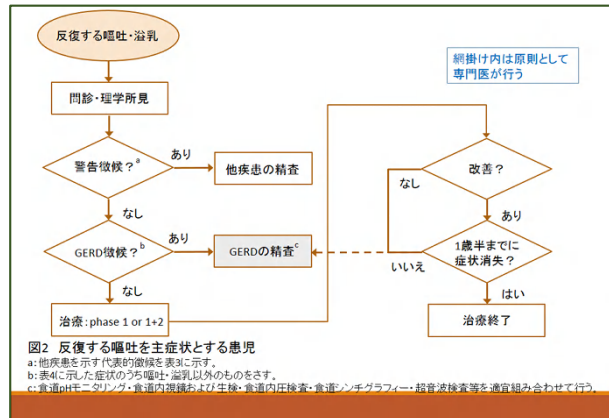 反復する嘔吐・溢乳
網掛け内は原則として
専門医が行う
問診・理学所見
警告徴候?a
あり
他疾患の精査
なし
GERD徴候?b
あり
GERDの精査c
なし
治療:phase 1 or 1+2
改善?
なし
あり
1歳半までに
症状消失?
いいえ
はい
治療終了
図2 反復する嘔吐を主症状とする患児
a:他疾患を示す代表的徴候を表3に示す。
b:表4に示した症状のうち嘔吐・溢乳以外のものをさす。
c:食道pHモニタリング・食道内視鏡および生検・食道内圧検査・食道シンチグラフィー・超音波検査等を適宜組み合わせて行う。